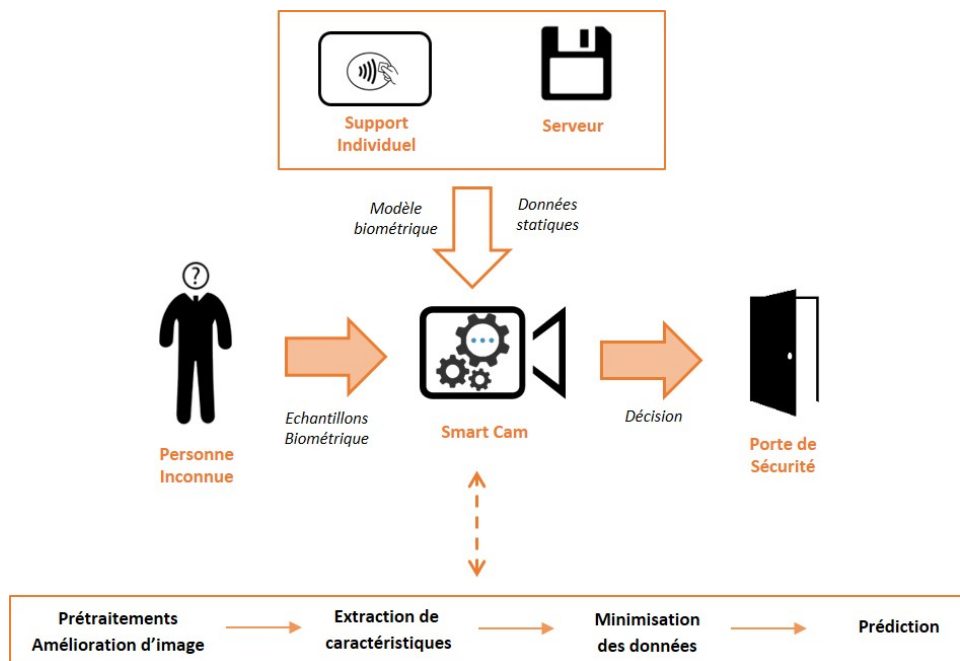 Support
Individuel
Serveur
Modèle
biométrique
Données
statiques
?
Echantillons
Biométrique
Personne
Inconnue
Smart Cam
Décision
Porte de
Sécurité
Prétraitements
Amélioration d'image
Extraction de
caractéristiques
Minimisation
des données
Prédiction